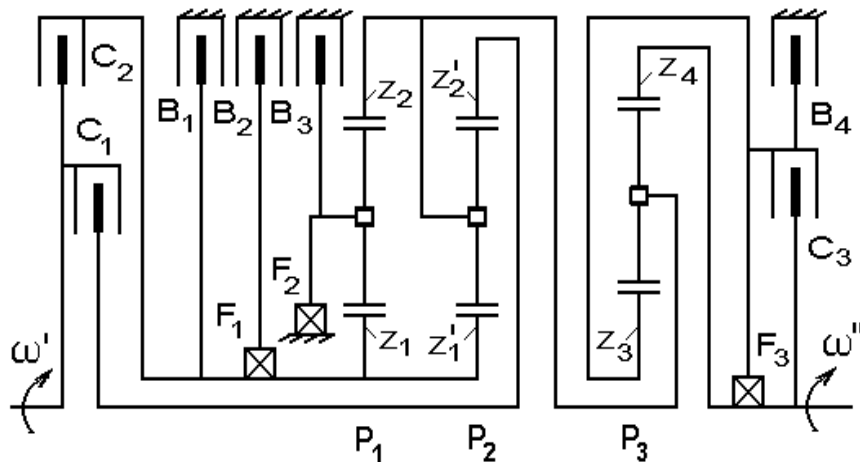 C₂
C₁
B₁
B₂
B₃
z₂
z₂'
z₄
B₄
C₃
F₂
F₁
z₁
z₁'
z₃
F₃
ω'
ω"
P₁
P₂
P₃